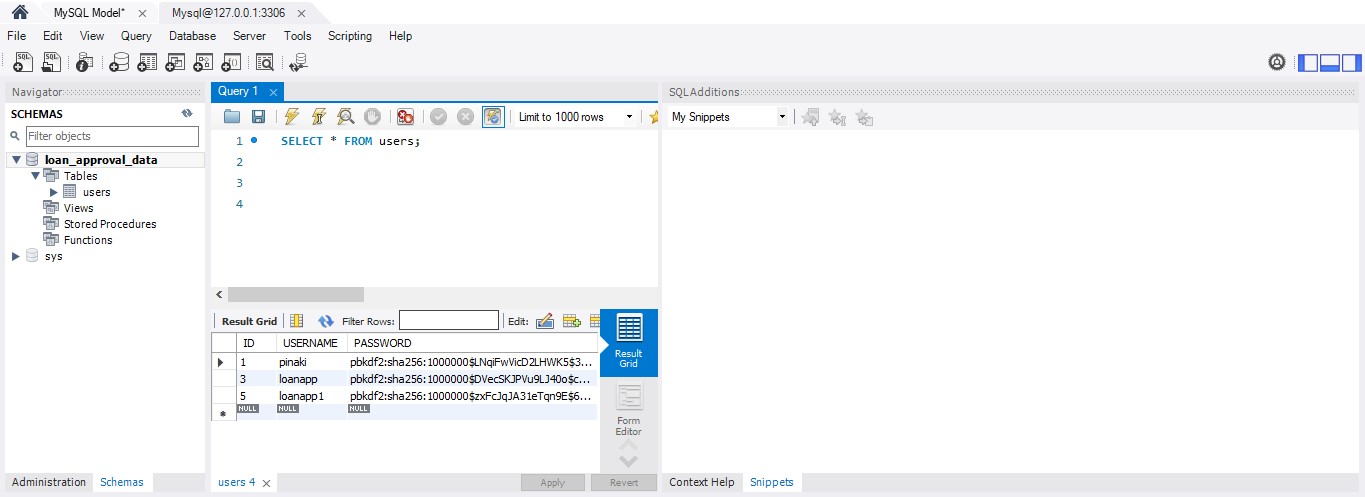 MySQL Model*
Mysql@127.0.0.1:3306
File Edit View Query Database Server Tools Scripting Help
Navigator
SCHEMAS
Filter objects
loan_approval_data
Tables
users
Views
Stored Procedures
Functions
sys
Administration Schemas
Query 1
Limit to 1000 rows
1 SELECT * FROM users;
2
3
4
Result Grid Filter Rows: Edit:
ID USERNAME PASSWORD
1 pinaki pbkdf2:sha256:1000000$LNqiFwVicD2LHWK5$3...
3 loanapp pbkdf2:sha256:1000000$DVecSKJPVu9LJ40o$c...
5 loanapp1 pbkdf2:sha256:1000000$zxFcJqJA31eTqn9E$6...
NULL NULL NULL
Result
Grid
Form
Editor
users 4
Apply Revert
SQLAdditions
My Snippets
Context Help Snippets